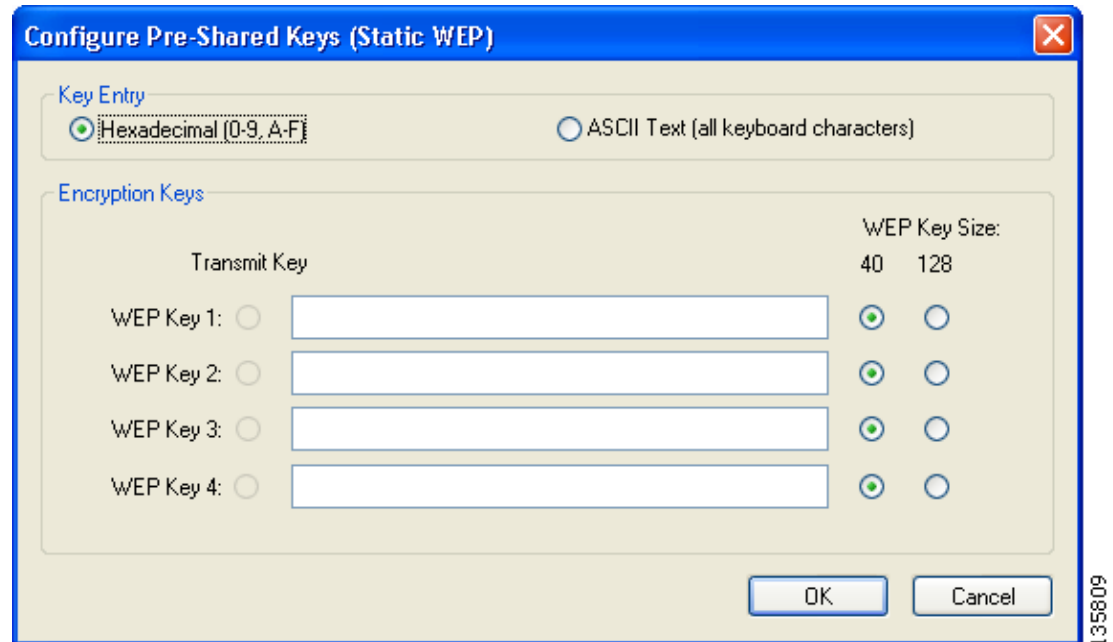 Configure Pre-Shared Keys (Static WEP)
Key Entry
Hexadecimal (0-9, A-F)
ASCII Text (all keyboard characters)
Encryption Keys
WEP Key Size:
Transmit Key
40 128
WEP Key 1:
WEP Key 2:
WEP Key 3:
WEP Key 4:
OK
Cancel
135809